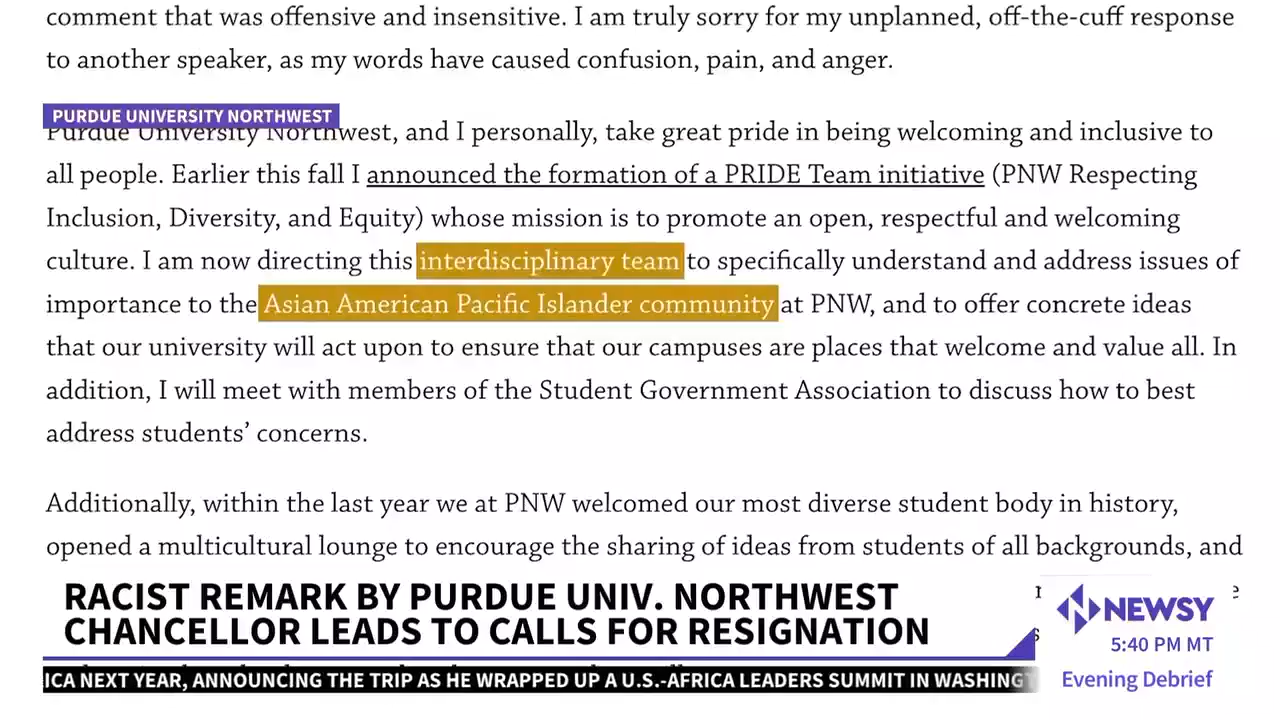 comment that was offensive and insensitive. I am truly sorry for my unplanned, off-the-cuff response
to another speaker, as my words have caused confusion, pain, and anger.
PURDUE UNIVERSITY NORTHWEST
Purdue University Northwest, and I personally, take great pride in being welcoming and inclusive to
all people. Earlier this fall I announced the formation of a PRIDE Team initiative (PNW Respecting
Inclusion, Diversity, and Equity) whose mission is to promote an open, respectful and welcoming
culture. I am now directing this interdisciplinary team to specifically understand and address issues of
importance to the Asian American Pacific Islander community at PNW, and to offer concrete ideas
that our university will act upon to ensure that our campuses are places that welcome and value all. In
addition, I will meet with members of the Student Government Association to discuss how to best
address students’ concerns.
Additionally, within the last year we at PNW welcomed our most diverse student body in history,
opened a multicultural lounge to encourage the sharing of ideas from students of all backgrounds, and
RACIST REMARK BY PURDUE UNIV. NORTHWEST
CHANCELLOR LEADS TO CALLS FOR RESIGNATION
NEWSY
5:40 PM MT
Evening Debrief
ICA NEXT YEAR, ANNOUNCING THE TRIP AS HE WRAPPED UP A U.S.-AFRICA LEADERS SUMMIT IN WASHINGT